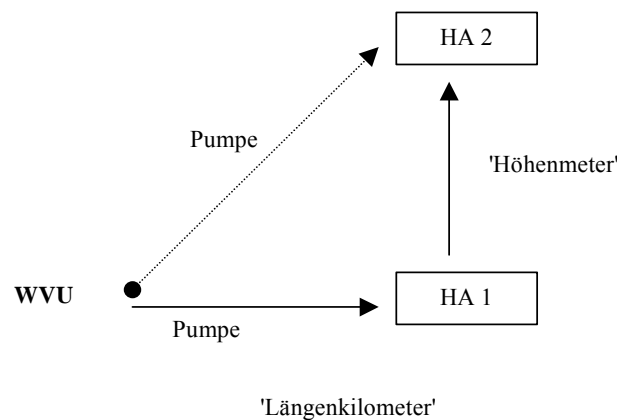 HA 2
Pumpe
'Höhenmeter'
WVU
HA 1
Pumpe
'Längenkilometer'